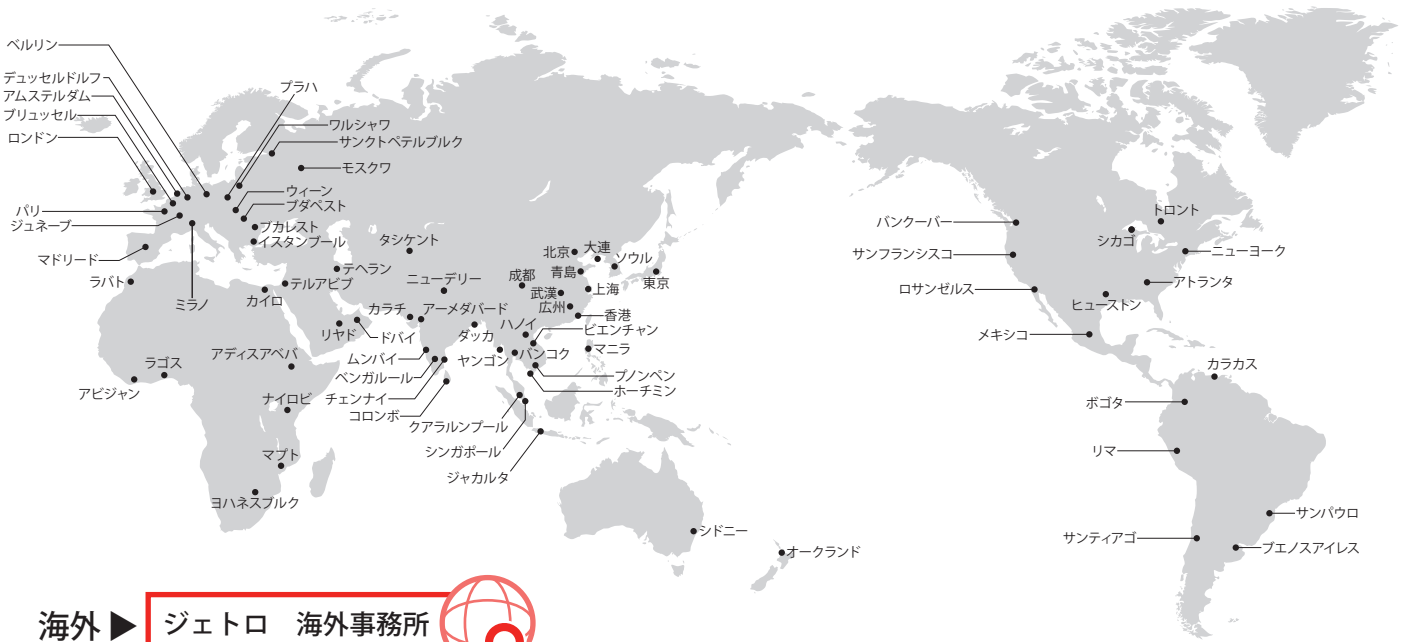 ベルリン
デュッセルドルフ
アムステルダム
ブリュッセル
ロンドン
パリ
ジュネーブ
マドリード
ラバト
ミラノ
プラハ
ワルシャワ
サンクトペテルブルク
モスクワ
ウィーン
ブダペスト
ブカレスト
イスタンブール
タシケント
テヘラン
テルアビブ
カイロ
リヤド
ドバイ
ニューデリー
カラチ
アーメダバード
ムンバイ
ベンガルール
チェンナイ
コロンボ
ダッカ
ヤンゴン
ハノイ
バンコク
ビエンチャン
プノンペン
ホーチミン
クアラルンプール
シンガポール
ジャカルタ
マニラ
北京
大連
ソウル
青島
成都
武漢
上海
広州
香港
東京
アディスアベバ
ラゴス
アビジャン
ナイロビ
マプト
ヨハネスブルク
シドニー
オークランド
バンクーバー
サンフランシスコ
ロサンゼルス
メキシコ
トロント
シカゴ
ニューヨーク
アトランタ
ヒューストン
カラカス
ボゴタ
リマ
サンパウロ
サンティアゴ
ブエノスアイレス
海外▶ ジェトロ 海外事務所